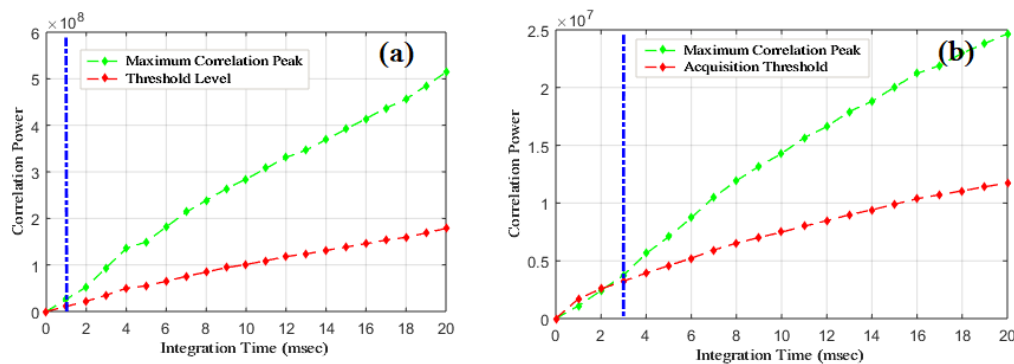 ×10^8
6
5
4
3
2
1
0
Correlation Power
Maximum Correlation Peak
Threshold Level
(a)
0 2 4 6 8 10 12 14 16 18 20
Integration Time (msec)
×10^7
2.5
2
1.5
1
0.5
0
Correlation Power
Maximum Correlation Peak
Acquisition Threshold
(b)
0 2 4 6 8 10 12 14 16 18 20
Integration Time (msec)